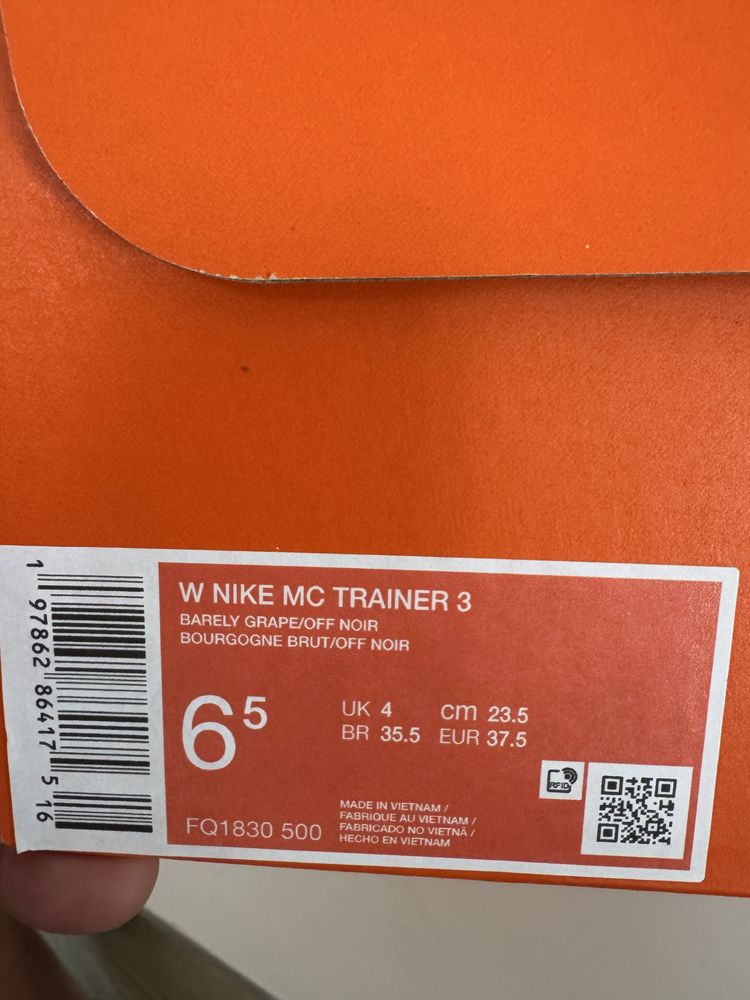 W NIKE MC TRAINER 3
BARELY GRAPE/OFF NOIR
BOURGOGNE BRUT/OFF NOIR
6 5
UK 4 cm 23.5
BR 35.5 EUR 37.5
RFID
FQ1830 500
MADE IN VIETNAM /
FABRIQUE AU VIETNAM /
FABRICADO NO VIETNÃ /
HECHO EN VIETNAM
1 97862 86417 5 16